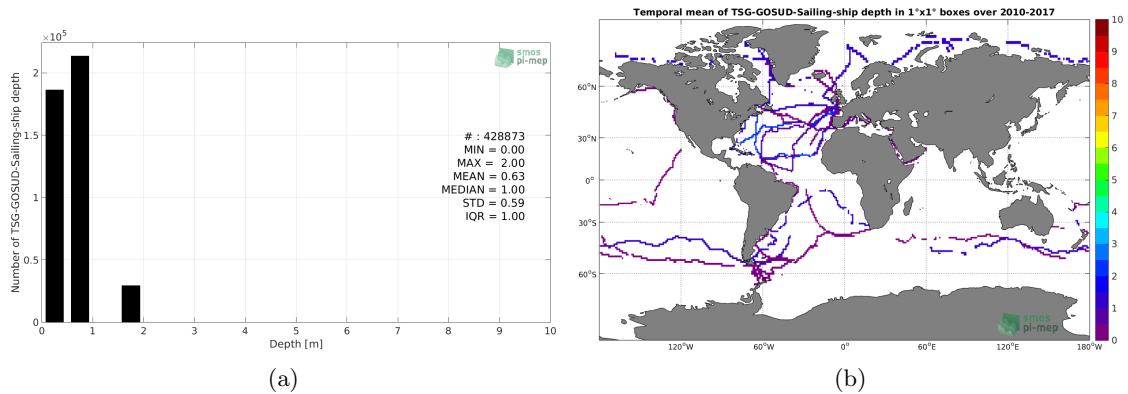 ×10⁵
2
1.5
1
0.5
0
Number of TSG-GOSUD-Sailing-ship depth
smos
pi-mep
# : 428873
MIN = 0.00
MAX = 2.00
MEAN = 0.63
MEDIAN = 1.00
STD = 0.59
IQR = 1.00
0 1 2 3 4 5 6 7 8 9 10
Depth [m]
(a)
Temporal mean of TSG-GOSUD-Sailing-ship depth in 1°x1° boxes over 2010-2017
60°N
30°N
0°
30°S
60°S
120°W 60°W 0° 60°E 120°E 180°W
smos
pi-mep
10
9
8
7
6
5
4
3
2
1
0
(b)